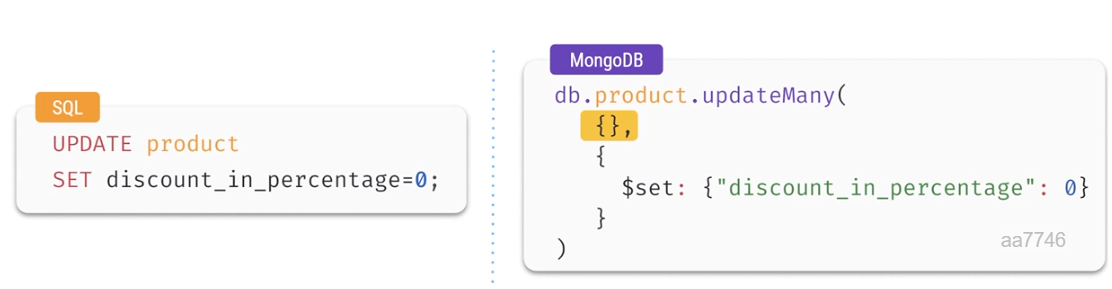 SQL
UPDATE product
SET discount_in_percentage=0;
MongoDB
db.product.updateMany(
{},
{
$set: {"discount_in_percentage": 0}
}
)
aa7746